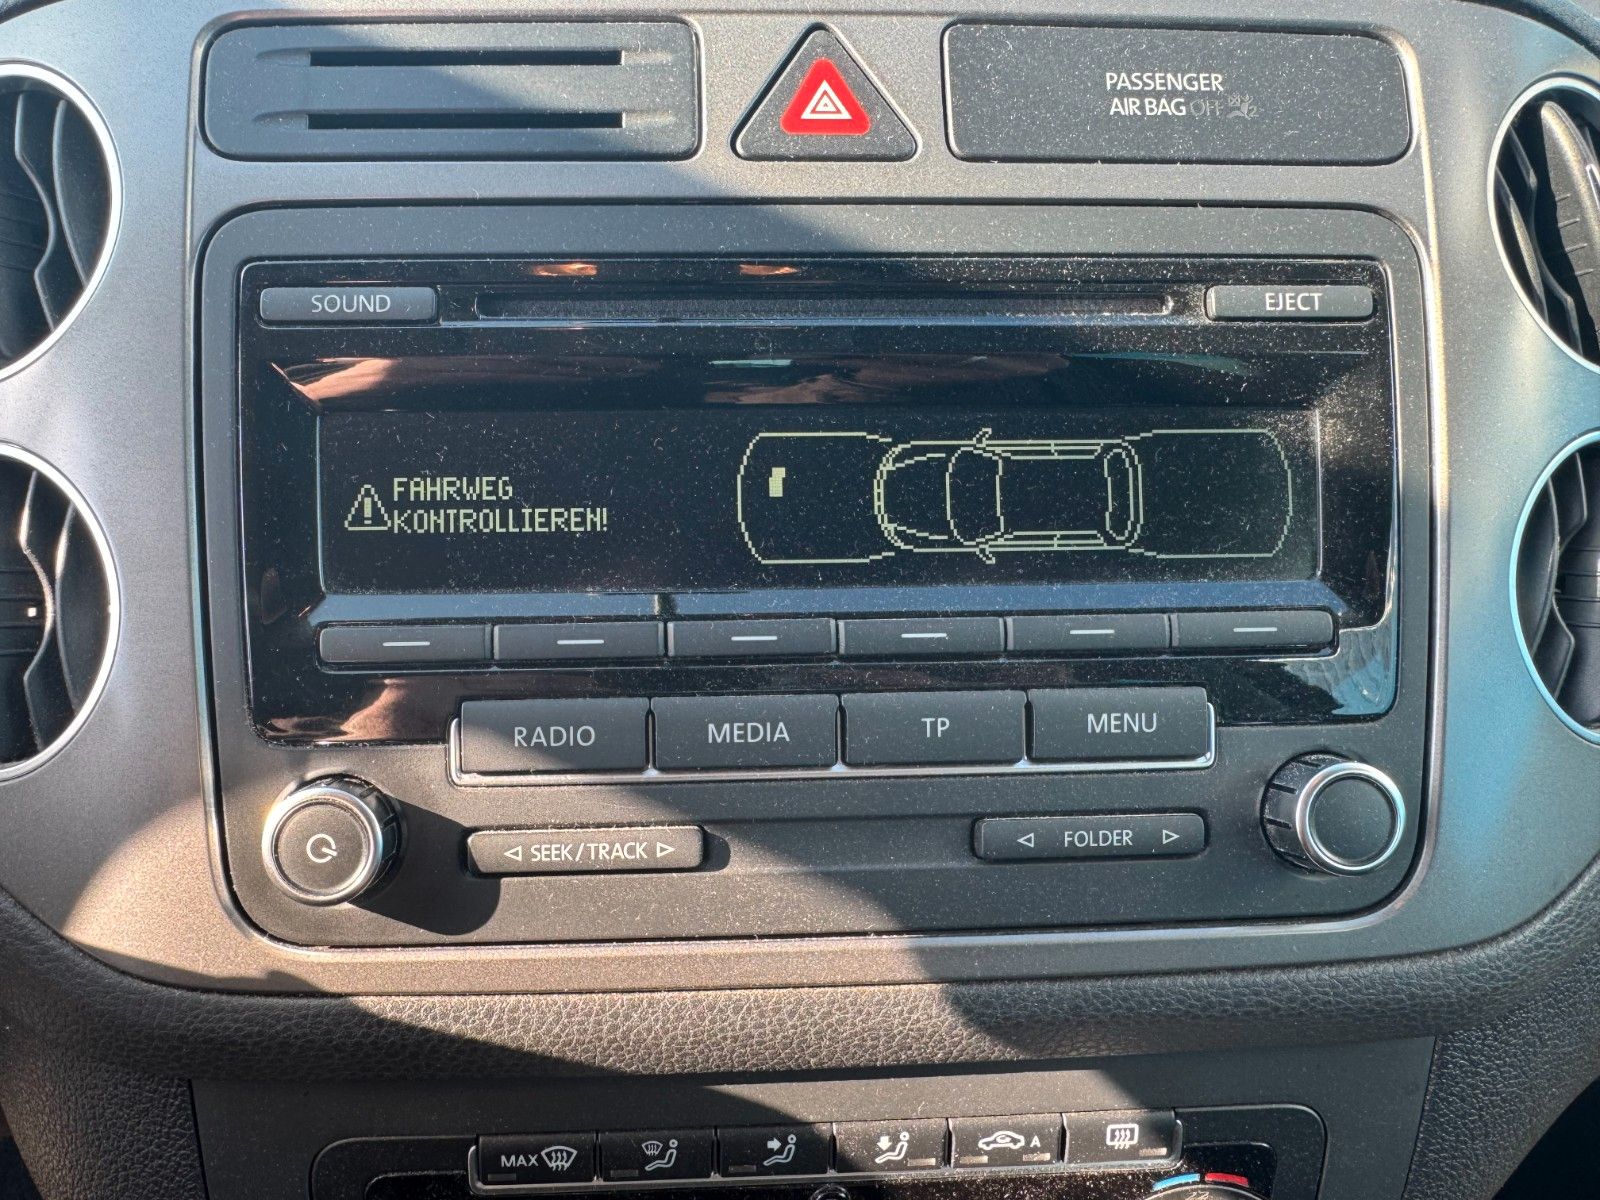 PASSENGER
AIR BAG OFF
SOUND
EJECT
FAHRWEG
KONTROLLIEREN!
RADIO
MEDIA
TP
MENU
SEEK/TRACK
FOLDER
MAX
A